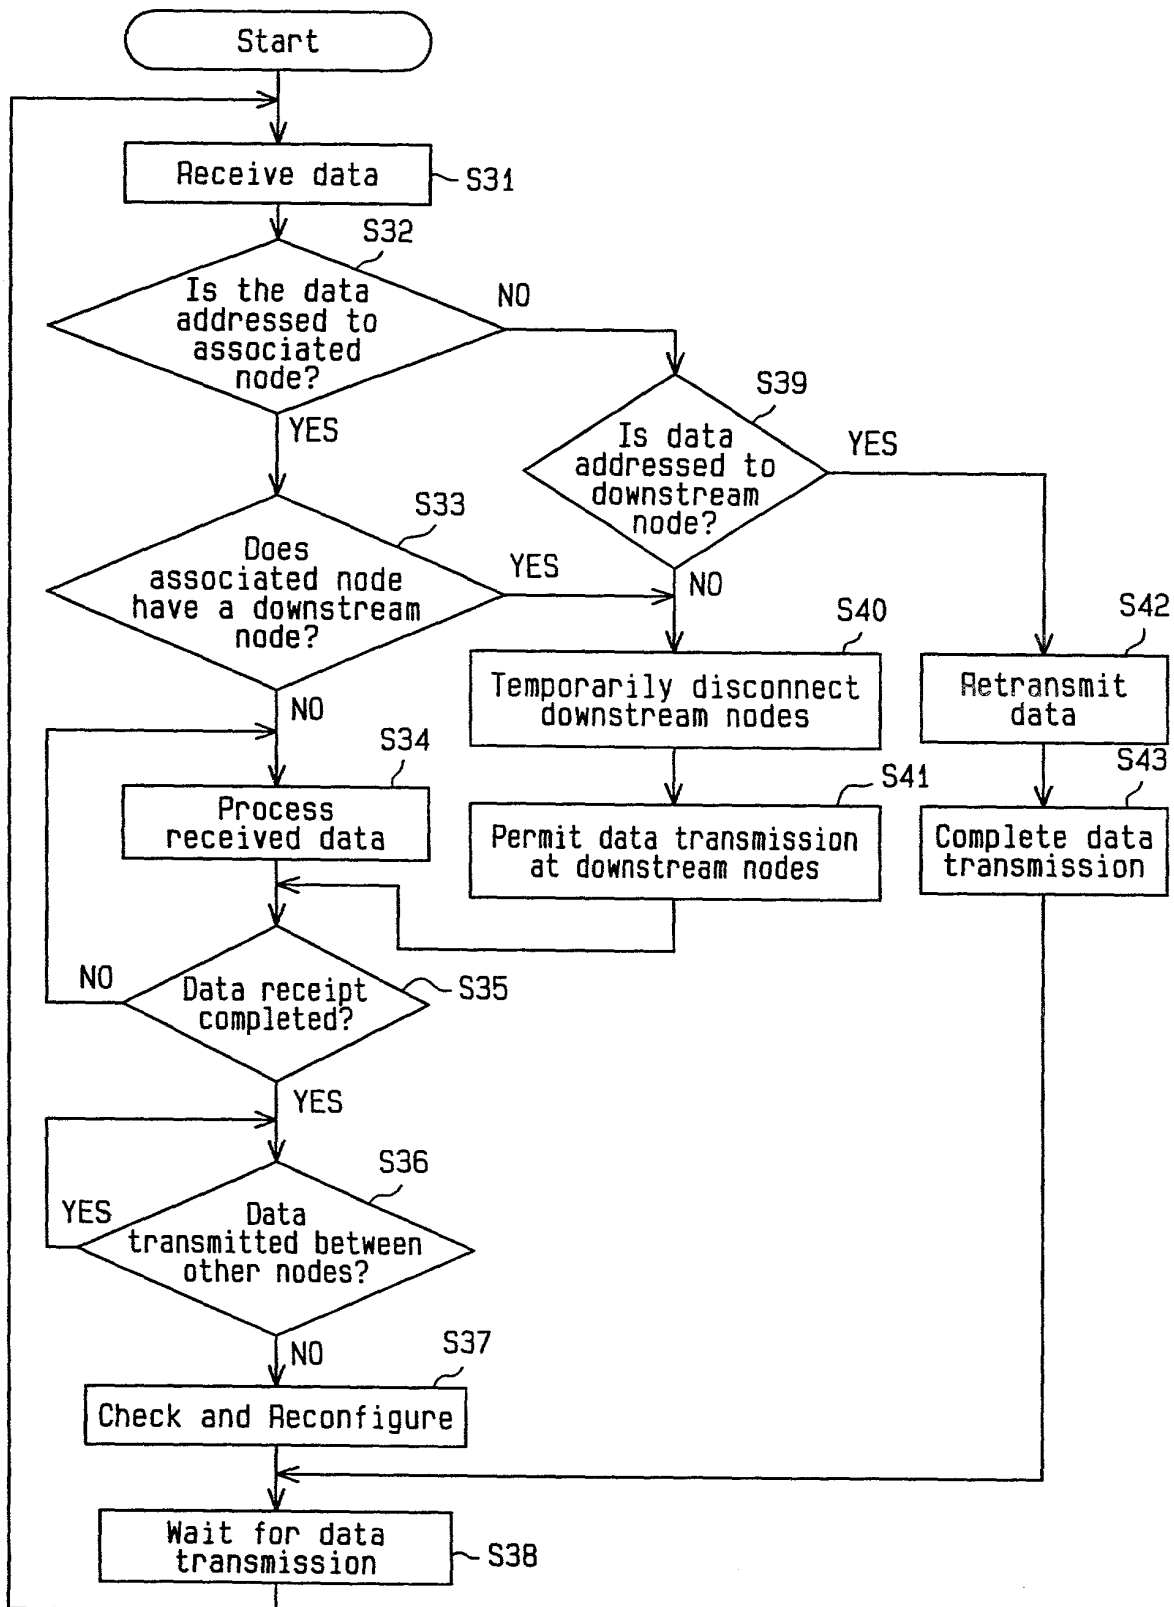 Start
Receive data
S31
S32
Is the data
addressed to
associated
node?
NO
YES
S39
Is data
addressed to
downstream
node?
YES
NO
S33
Does
associated node
have a downstream
node?
YES
NO
S40
Temporarily disconnect
downstream nodes
S42
Retransmit
data
S34
Process
received data
S41
Permit data transmission
at downstream nodes
S43
Complete data
transmission
NO
Data receipt
completed?
S35
YES
S36
YES
Data
transmitted between
other nodes?
NO
S37
Check and Reconfigure
Wait for data
transmission
S38